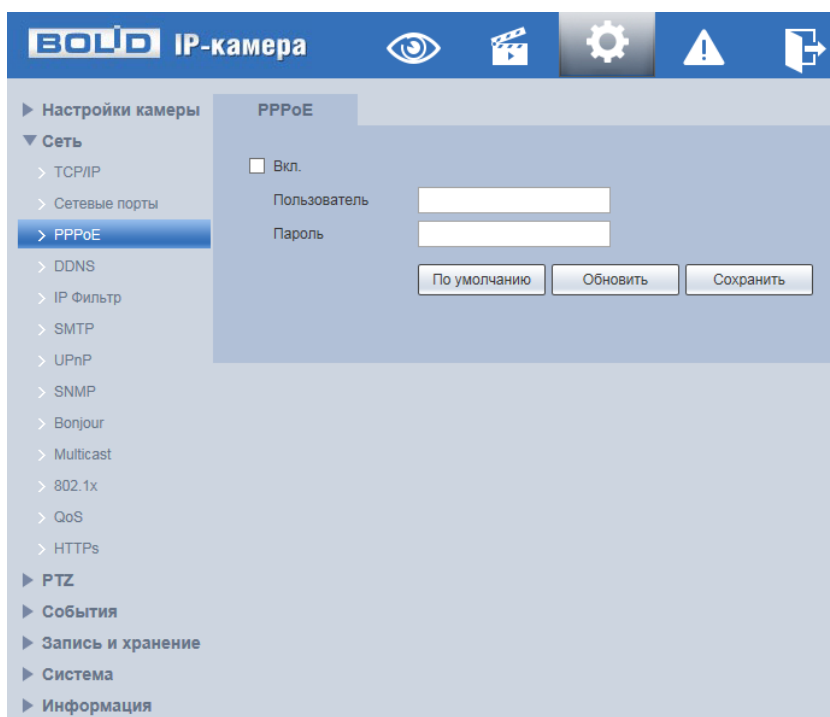 BOLID IP-камера
Настройки камеры
Сеть
TCP/IP
Сетевые порты
PPPoE
DDNS
IP Фильтр
SMTP
UPnP
SNMP
Bonjour
Multicast
802.1x
QoS
HTTPs
PTZ
События
Запись и хранение
Система
Информация
PPPoE
Вкл.
Пользователь
Пароль
По умолчанию Обновить Сохранить